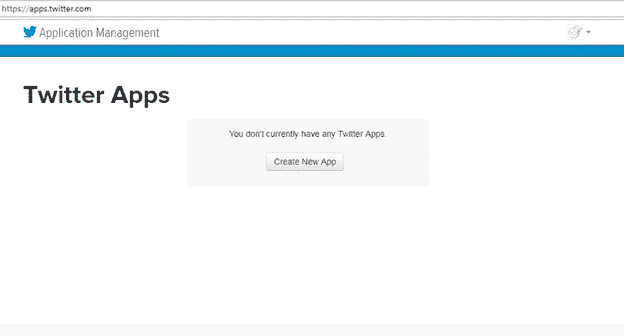 https://apps.twitter.com
Application Management
Twitter Apps
You don't currently have any Twitter Apps.
Create New App